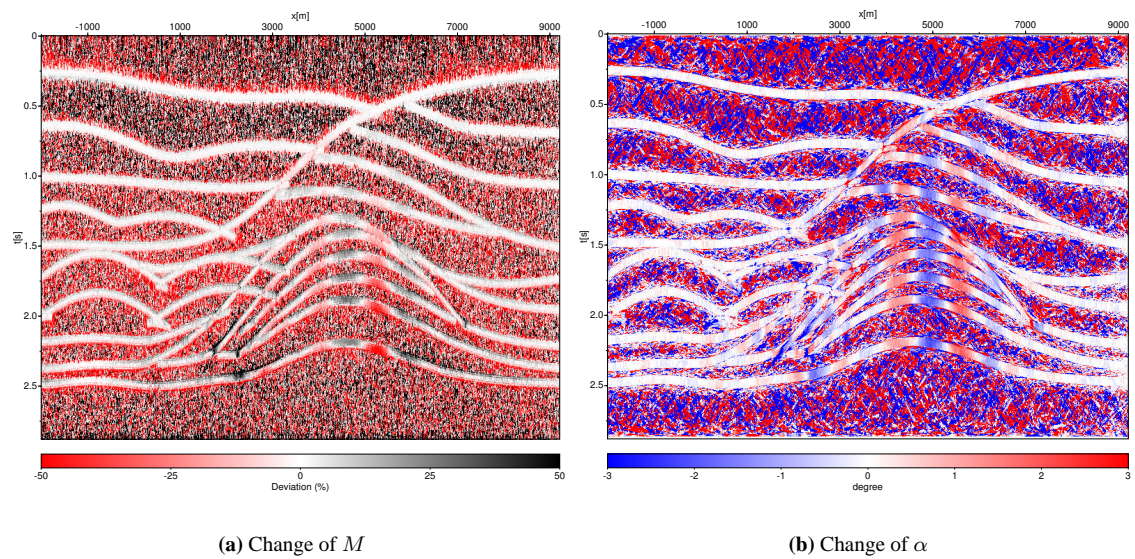 x[m]
-1000 1000 3000 5000 7000 9000
0
0.5
1.0
t[s]
1.5
2.0
2.5
-50 -25 0 25 50
Deviation (%)
(a) Change of M
x[m]
-1000 1000 3000 5000 7000 9000
0
0.5
1.0
t[s]
1.5
2.0
2.5
-3 -2 -1 0 1 2 3
degree
(b) Change of α